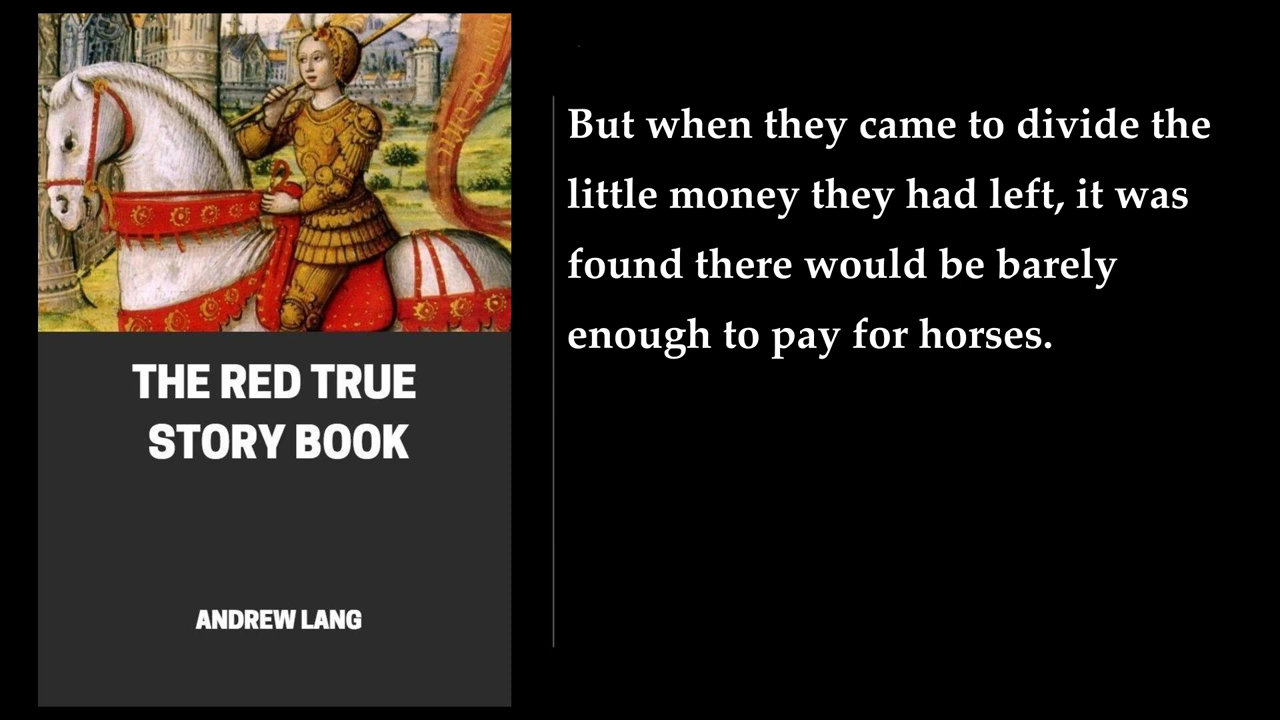 THE RED TRUE
STORY BOOK
ANDREW LANG
But when they came to divide the
little money they had left, it was
found there would be barely
enough to pay for horses.